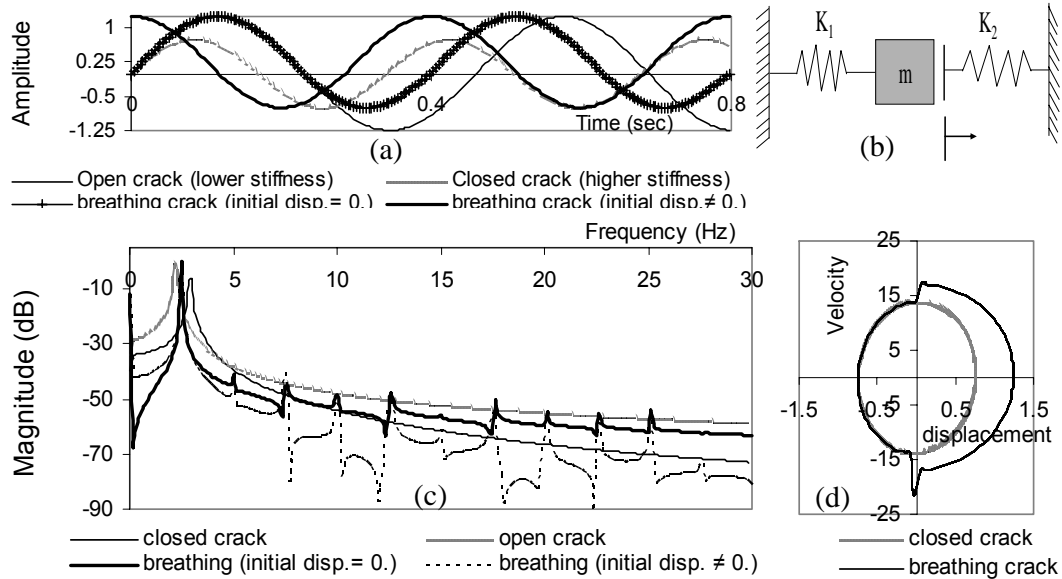 Amplitude
1
0.25
-0.5
-1.25
0
0.4
0.8
Time (sec)
(a)
K1
K2
m
(b)
Open crack (lower stiffness)
Closed crack (higher stiffness)
breathing crack (initial disp.= 0.)
breathing crack (initial disp.≠ 0.)
Frequency (Hz)
0
5
10
15
20
25
30
Magnitude (dB)
-10
-30
-50
-70
-90
(c)
closed crack
open crack
breathing (initial disp.= 0.)
breathing (initial disp. ≠ 0.)
Velocity
25
15
5
-5
-15
-25
-1.5
-0.5
0.5
1.5
displacement
(d)
closed crack
breathing crack